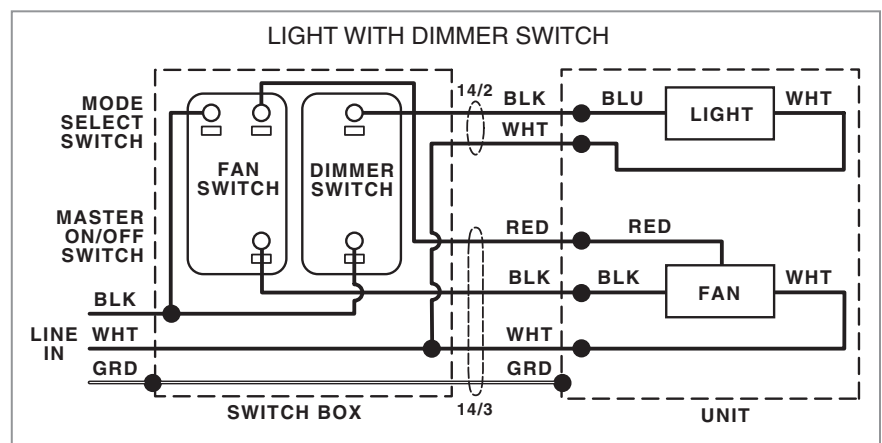 LIGHT WITH DIMMER SWITCH
MODE
SELECT
SWITCH
FAN
SWITCH
DIMMER
SWITCH
14/2
BLK
WHT
BLU
LIGHT
WHT
MASTER
ON/OFF
SWITCH
RED
RED
BLK
BLK
FAN
WHT
BLK
LINE
IN
WHT
WHT
GRD
GRD
SWITCH BOX
14/3
UNIT